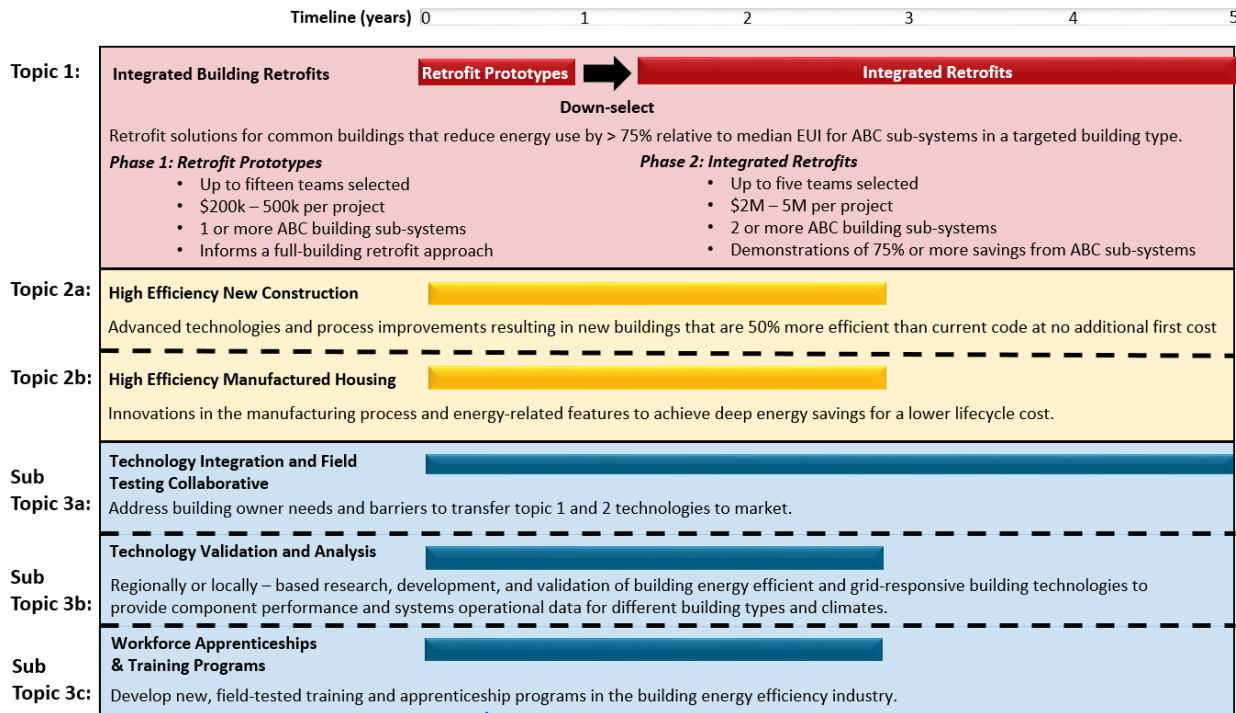 Timeline (years) 0 1 2 3 4 5
Topic 1:
Integrated Building Retrofits
Retrofit Prototypes
Integrated Retrofits
Down-select
Retrofit solutions for common buildings that reduce energy use by > 75% relative to median EUI for ABC sub-systems in a targeted building type.
Phase 1: Retrofit Prototypes
• Up to fifteen teams selected
• $200k – 500k per project
• 1 or more ABC building sub-systems
• Informs a full-building retrofit approach
Phase 2: Integrated Retrofits
• Up to five teams selected
• $2M – 5M per project
• 2 or more ABC building sub-systems
• Demonstrations of 75% or more savings from ABC sub-systems
Topic 2a:
High Efficiency New Construction
Advanced technologies and process improvements resulting in new buildings that are 50% more efficient than current code at no additional first cost
Topic 2b:
High Efficiency Manufactured Housing
Innovations in the manufacturing process and energy-related features to achieve deep energy savings for a lower lifecycle cost.
Sub
Topic 3a:
Technology Integration and Field
Testing Collaborative
Address building owner needs and barriers to transfer topic 1 and 2 technologies to market.
Sub
Topic 3b:
Technology Validation and Analysis
Regionally or locally – based research, development, and validation of building energy efficient and grid-responsive building technologies to
provide component performance and systems operational data for different building types and climates.
Sub
Topic 3c:
Workforce Apprenticeships
& Training Programs
Develop new, field-tested training and apprenticeship programs in the building energy efficiency industry.